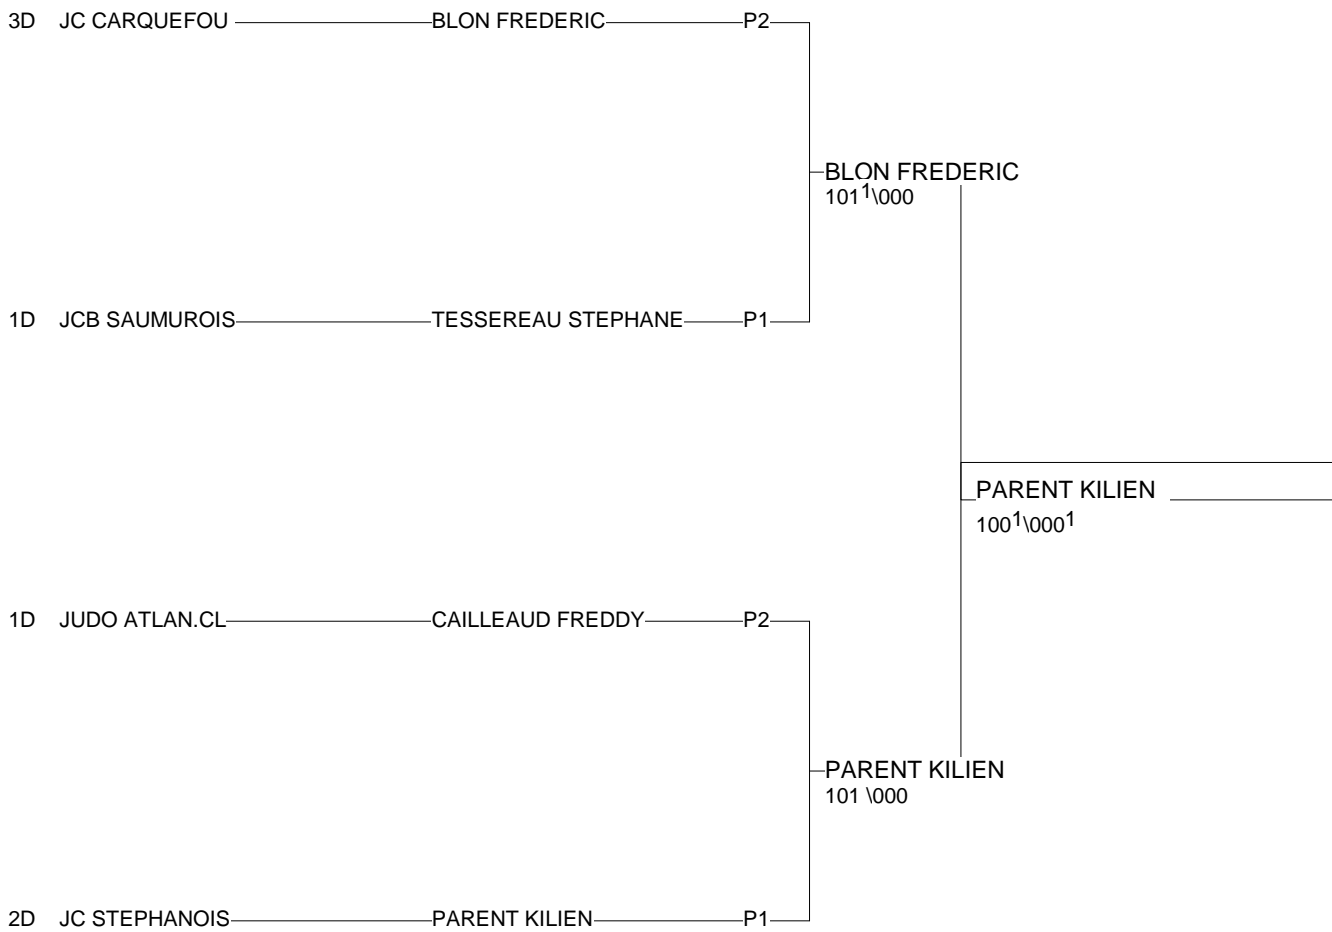 3D JC CARQUEFOU BLON FREDERIC P2
BLON FREDERIC
101¹\000
1D JCB SAUMUROIS TESSEREAU STEPHANE P1
PARENT KILIEN
100¹\000¹
1D JUDO ATLAN.CL CAILLEAUD FREDDY P2
PARENT KILIEN
101 \000
2D JC STEPHANOIS PARENT KILIEN P1